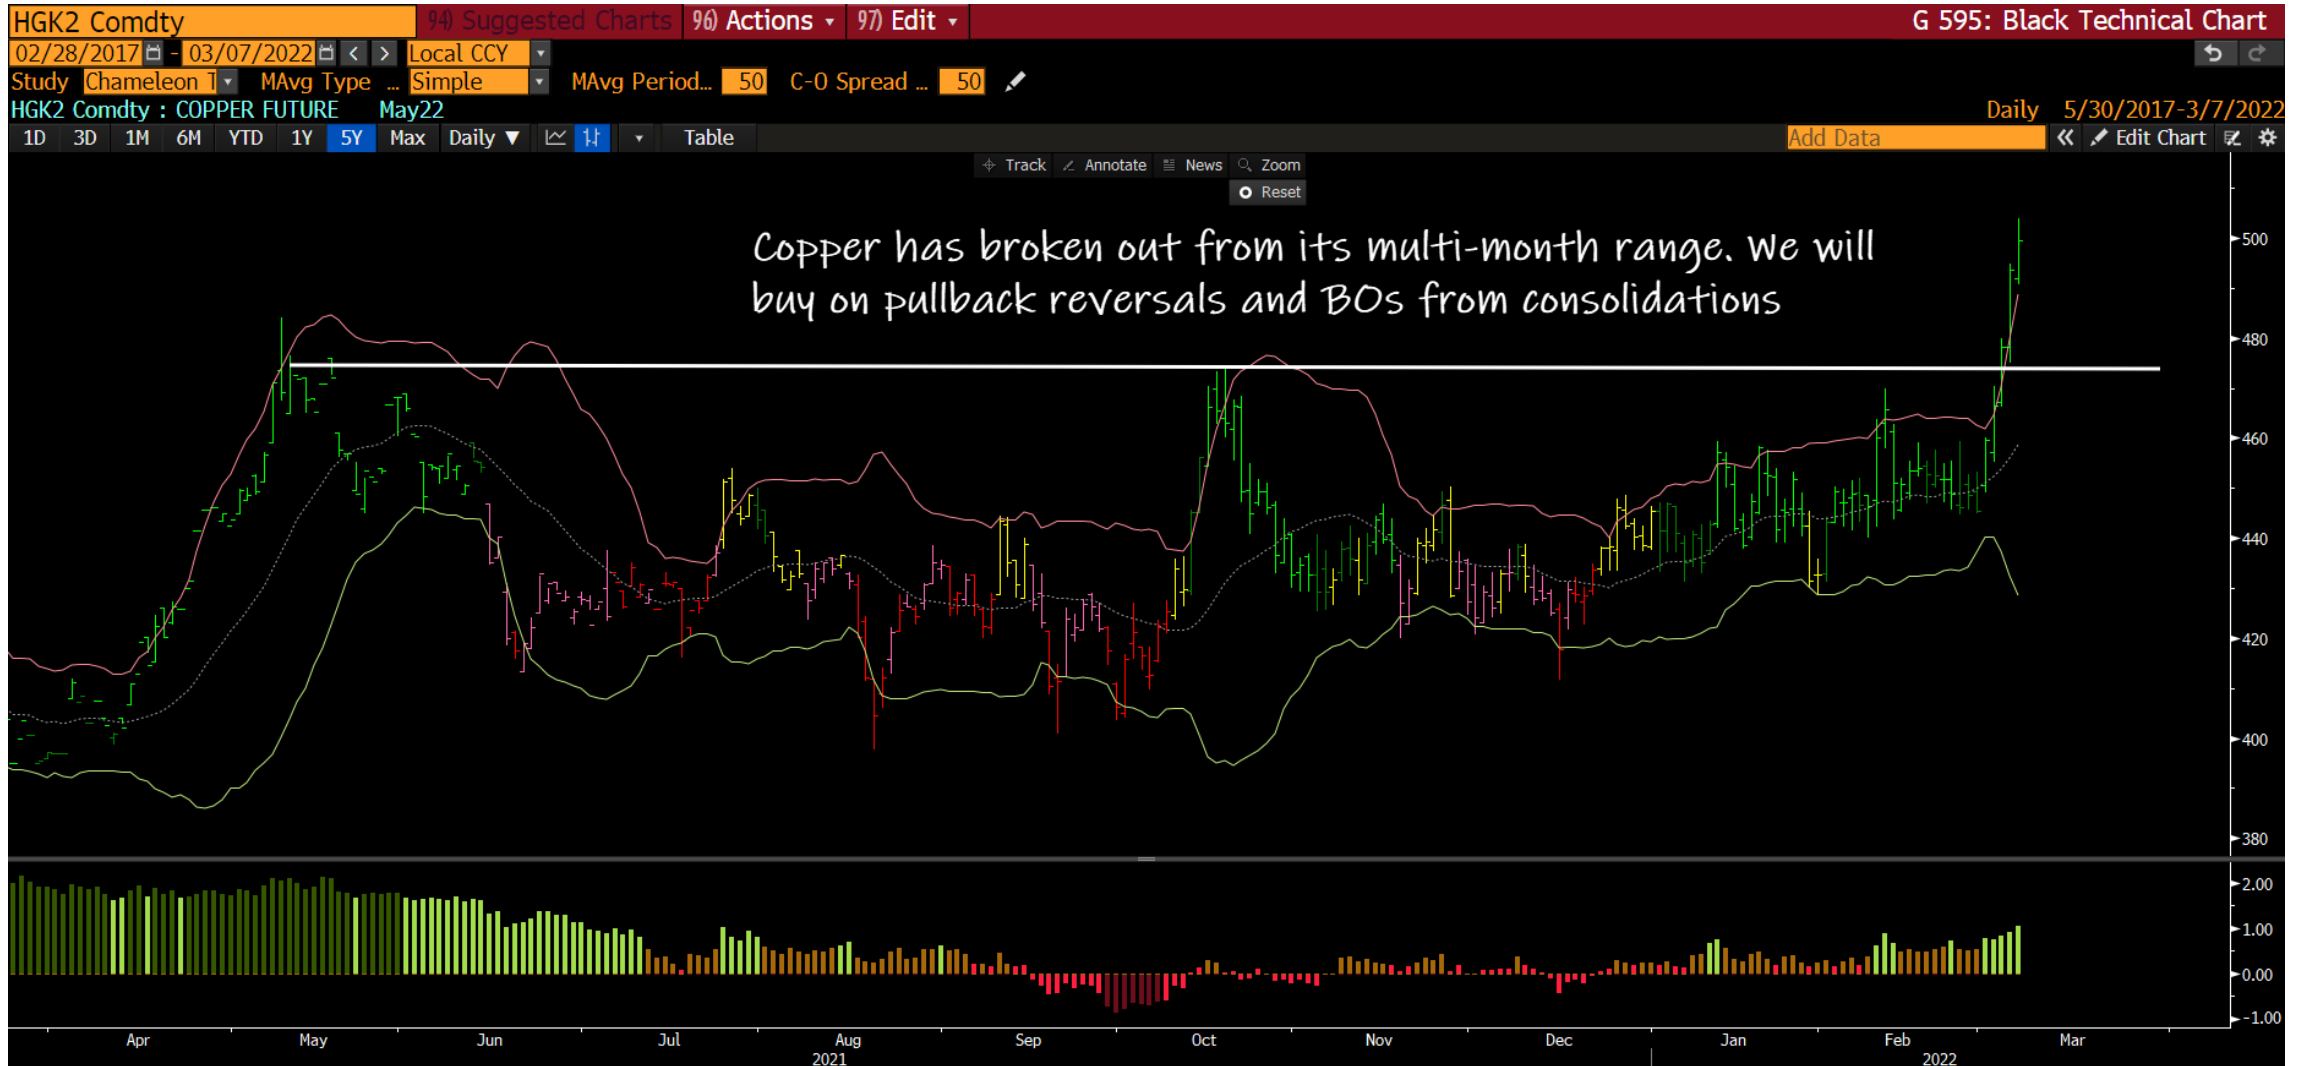 HGK2 Comdty 94) Suggested Charts 96) Actions 97) Edit G 595: Black Technical Chart
02/28/2017 - 03/07/2022 Local CCY
Study Chameleon T MAvg Type ... Simple MAvg Period... 50 C-O Spread ... 50
HGK2 Comdty : COPPER FUTURE May22 Daily 5/30/2017-3/7/2022
1D 3D 1M 6M YTD 1Y 5Y Max Daily ▼ Table Add Data « Edit Chart
Track Annotate News Zoom
Reset
Copper has broken out from its multi-month range. We will
buy on pullback reversals and BOs from consolidations
500
480
460
440
420
400
380
2.00
1.00
0.00
-1.00
Apr May Jun Jul Aug Sep Oct Nov Dec Jan Feb Mar
2021 2022